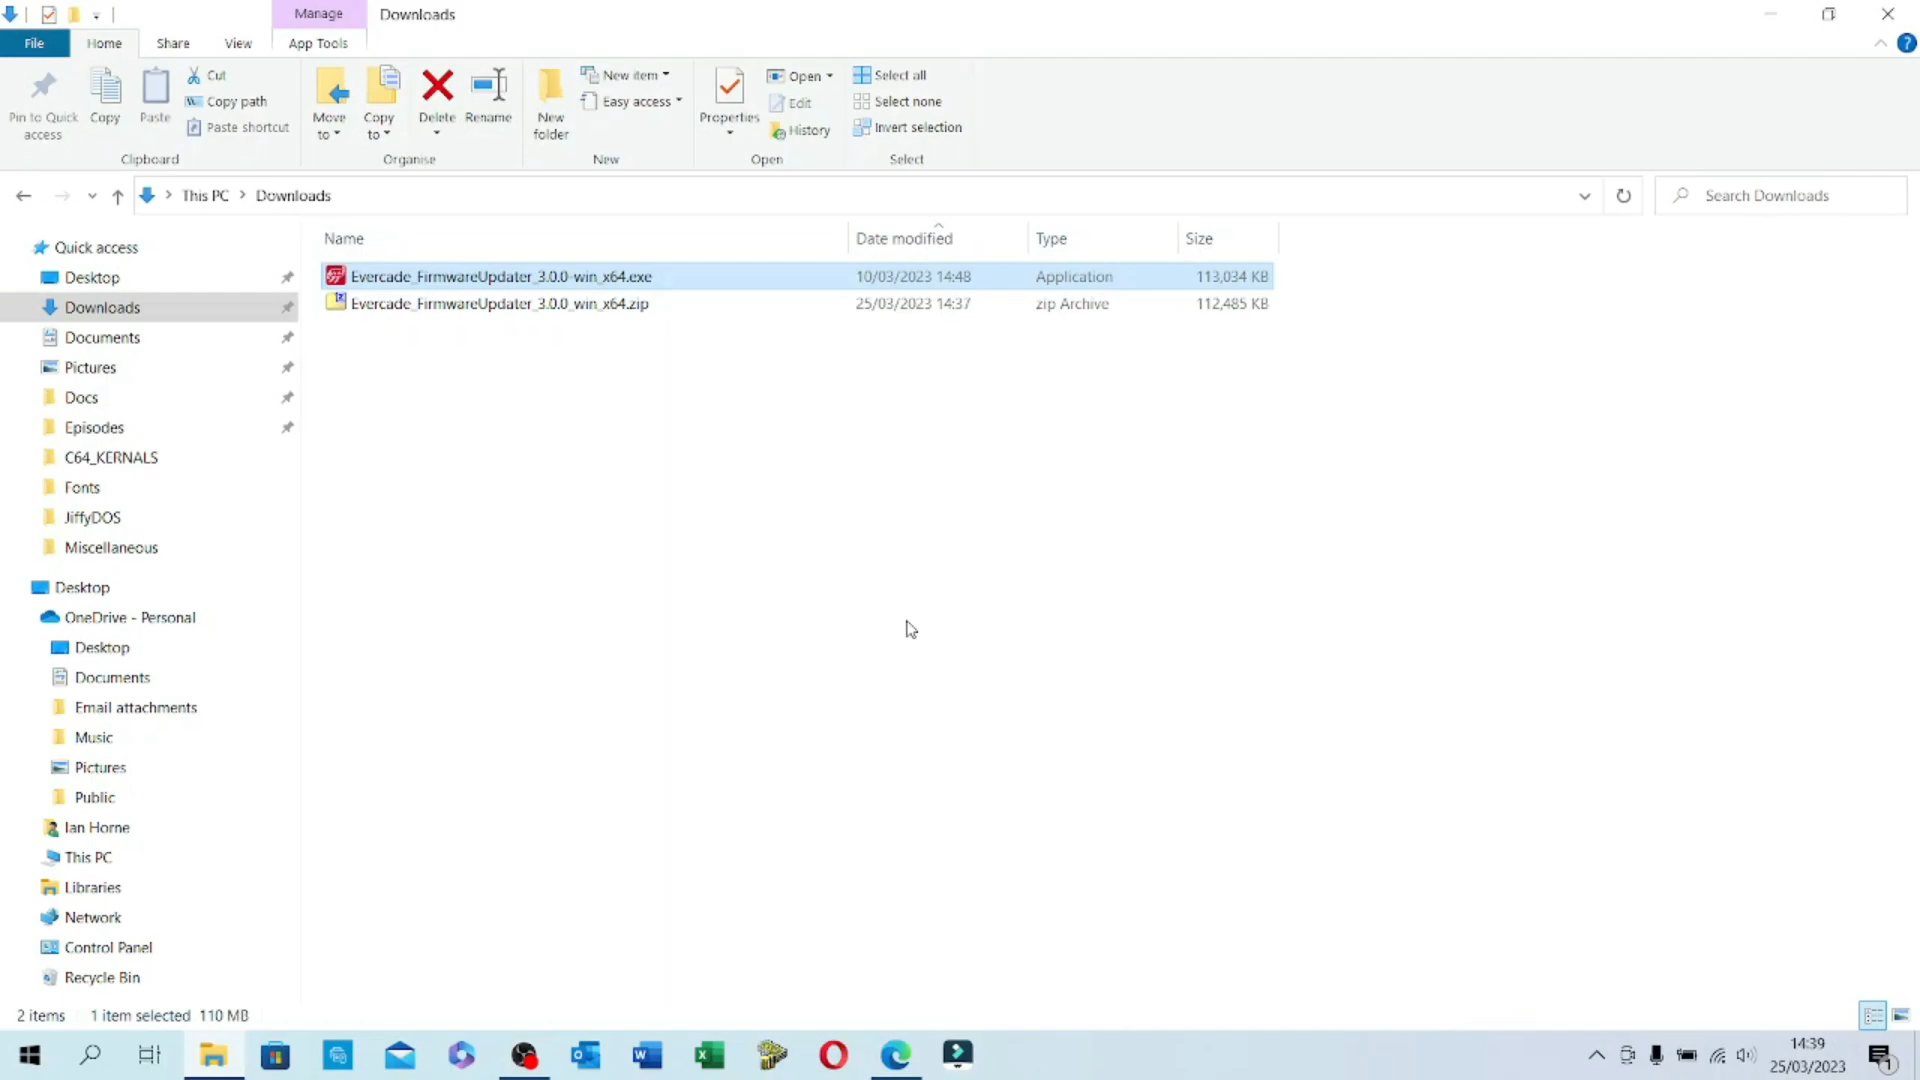 Manage
Downloads
File
Home
Share
View
App Tools
Pin to Quick access
Copy
Paste
Cut
Copy path
Paste shortcut
Clipboard
Move to
Copy to
Delete
Rename
Organise
New folder
New item
Easy access
New
Properties
Open
Edit
History
Open
Select all
Select none
Invert selection
Select
This PC
Downloads
Search Downloads
Name
Date modified
Type
Size
Evercade_FirmwareUpdater_3.0.0-win_x64.exe 10/03/2023 14:48 Application 113,034 KB
Evercade_FirmwareUpdater_3.0.0_win_x64.zip 25/03/2023 14:37 zip Archive 112,485 KB
Quick access
Desktop
Downloads
Documents
Pictures
Docs
Episodes
C64_KERNALS
Fonts
JiffyDOS
Miscellaneous
Desktop
OneDrive - Personal
Desktop
Documents
Email attachments
Music
Pictures
Public
Ian Horne
This PC
Libraries
Network
Control Panel
Recycle Bin
2 items 1 item selected 110 MB
14:39
25/03/2023
1